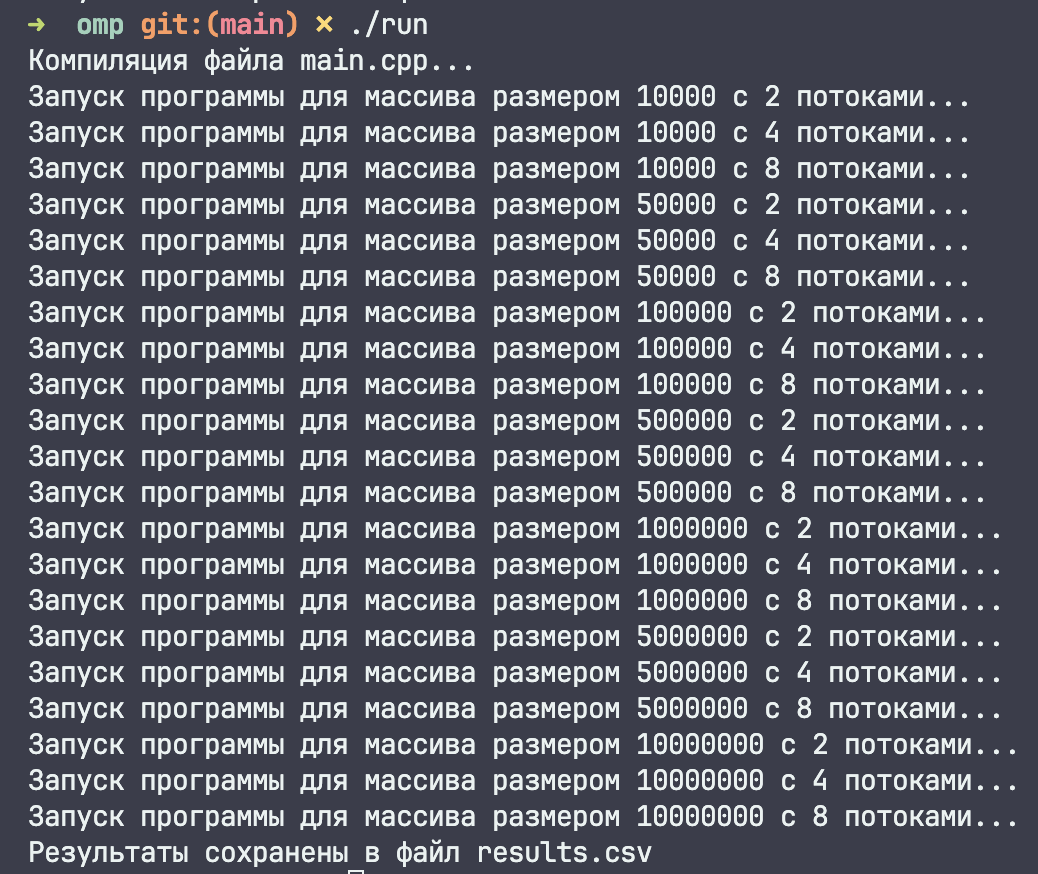 → omp git:(main) ✗ ./run
Компиляция файла main.cpp...
Запуск программы для массива размером 10000 с 2 потоками...
Запуск программы для массива размером 10000 с 4 потоками...
Запуск программы для массива размером 10000 с 8 потоками...
Запуск программы для массива размером 50000 с 2 потоками...
Запуск программы для массива размером 50000 с 4 потоками...
Запуск программы для массива размером 50000 с 8 потоками...
Запуск программы для массива размером 100000 с 2 потоками...
Запуск программы для массива размером 100000 с 4 потоками...
Запуск программы для массива размером 100000 с 8 потоками...
Запуск программы для массива размером 500000 с 2 потоками...
Запуск программы для массива размером 500000 с 4 потоками...
Запуск программы для массива размером 500000 с 8 потоками...
Запуск программы для массива размером 1000000 с 2 потоками...
Запуск программы для массива размером 1000000 с 4 потоками...
Запуск программы для массива размером 1000000 с 8 потоками...
Запуск программы для массива размером 5000000 с 2 потоками...
Запуск программы для массива размером 5000000 с 4 потоками...
Запуск программы для массива размером 5000000 с 8 потоками...
Запуск программы для массива размером 10000000 с 2 потоками...
Запуск программы для массива размером 10000000 с 4 потоками...
Запуск программы для массива размером 10000000 с 8 потоками...
Результаты сохранены в файл results.csv